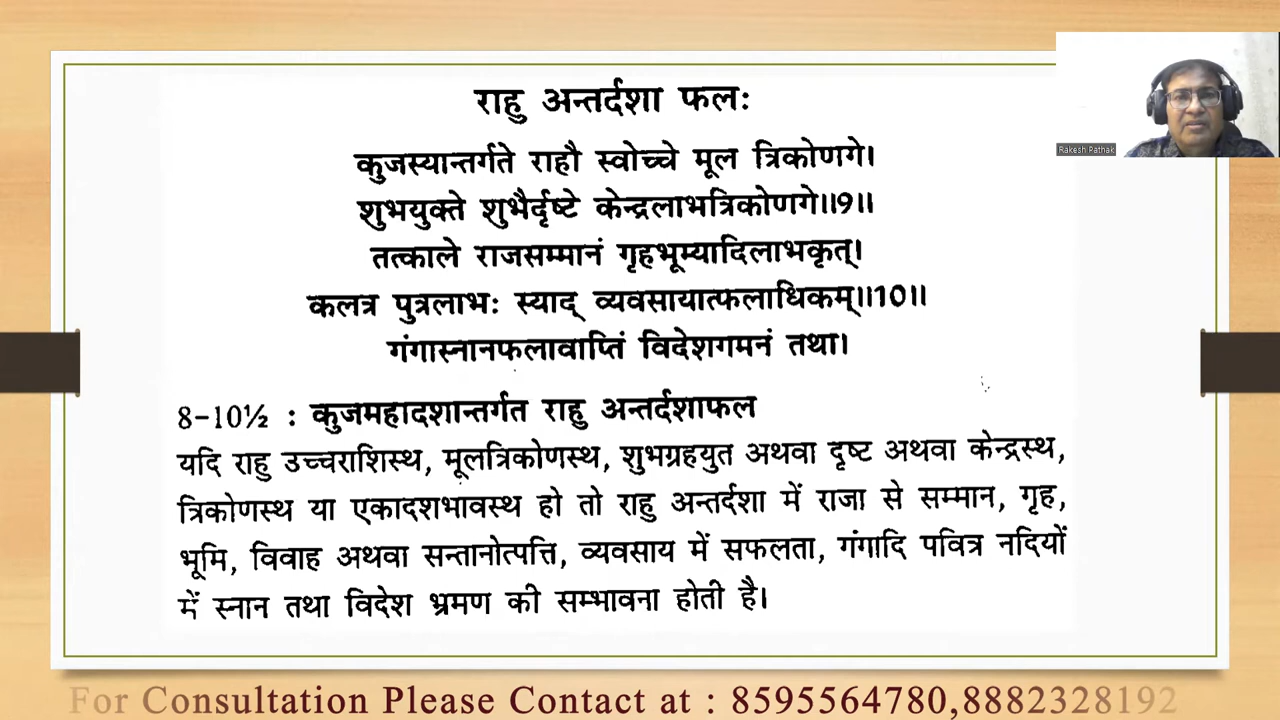 राहु अन्तर्दशा फलः
कुजस्यान्तर्गते राहौ स्वोच्चे मूल त्रिकोणगे।
शुभयुक्ते शुभैर्दृष्टे केन्द्रलाभत्रिकोणगे॥9॥
तत्काले राजसम्मानं गृहभूम्यादिलाभकृत्।
कलत्र पुत्रलाभः स्याद् व्यवसायात्फलाधिकम्॥10॥
गंगास्नानफलावाप्तिं विदेशगमनं तथा।
8-10½ : कुजमहादशान्तर्गत राहु अन्तर्दशाफल
यदि राहु उच्चराशिस्थ, मूलत्रिकोणस्थ, शुभग्रहयुत अथवा दृष्ट अथवा केन्द्रस्थ,
त्रिकोणस्थ या एकादशभावस्थ हो तो राहु अन्तर्दशा में राजा से सम्मान, गृह,
भूमि, विवाह अथवा सन्तानोत्पत्ति, व्यवसाय में सफलता, गंगादि पवित्र नदियों
में स्नान तथा विदेश भ्रमण की सम्भावना होती है।
Rakesh Pathak
For Consultation Please Contact at : 8595564780,8882328192